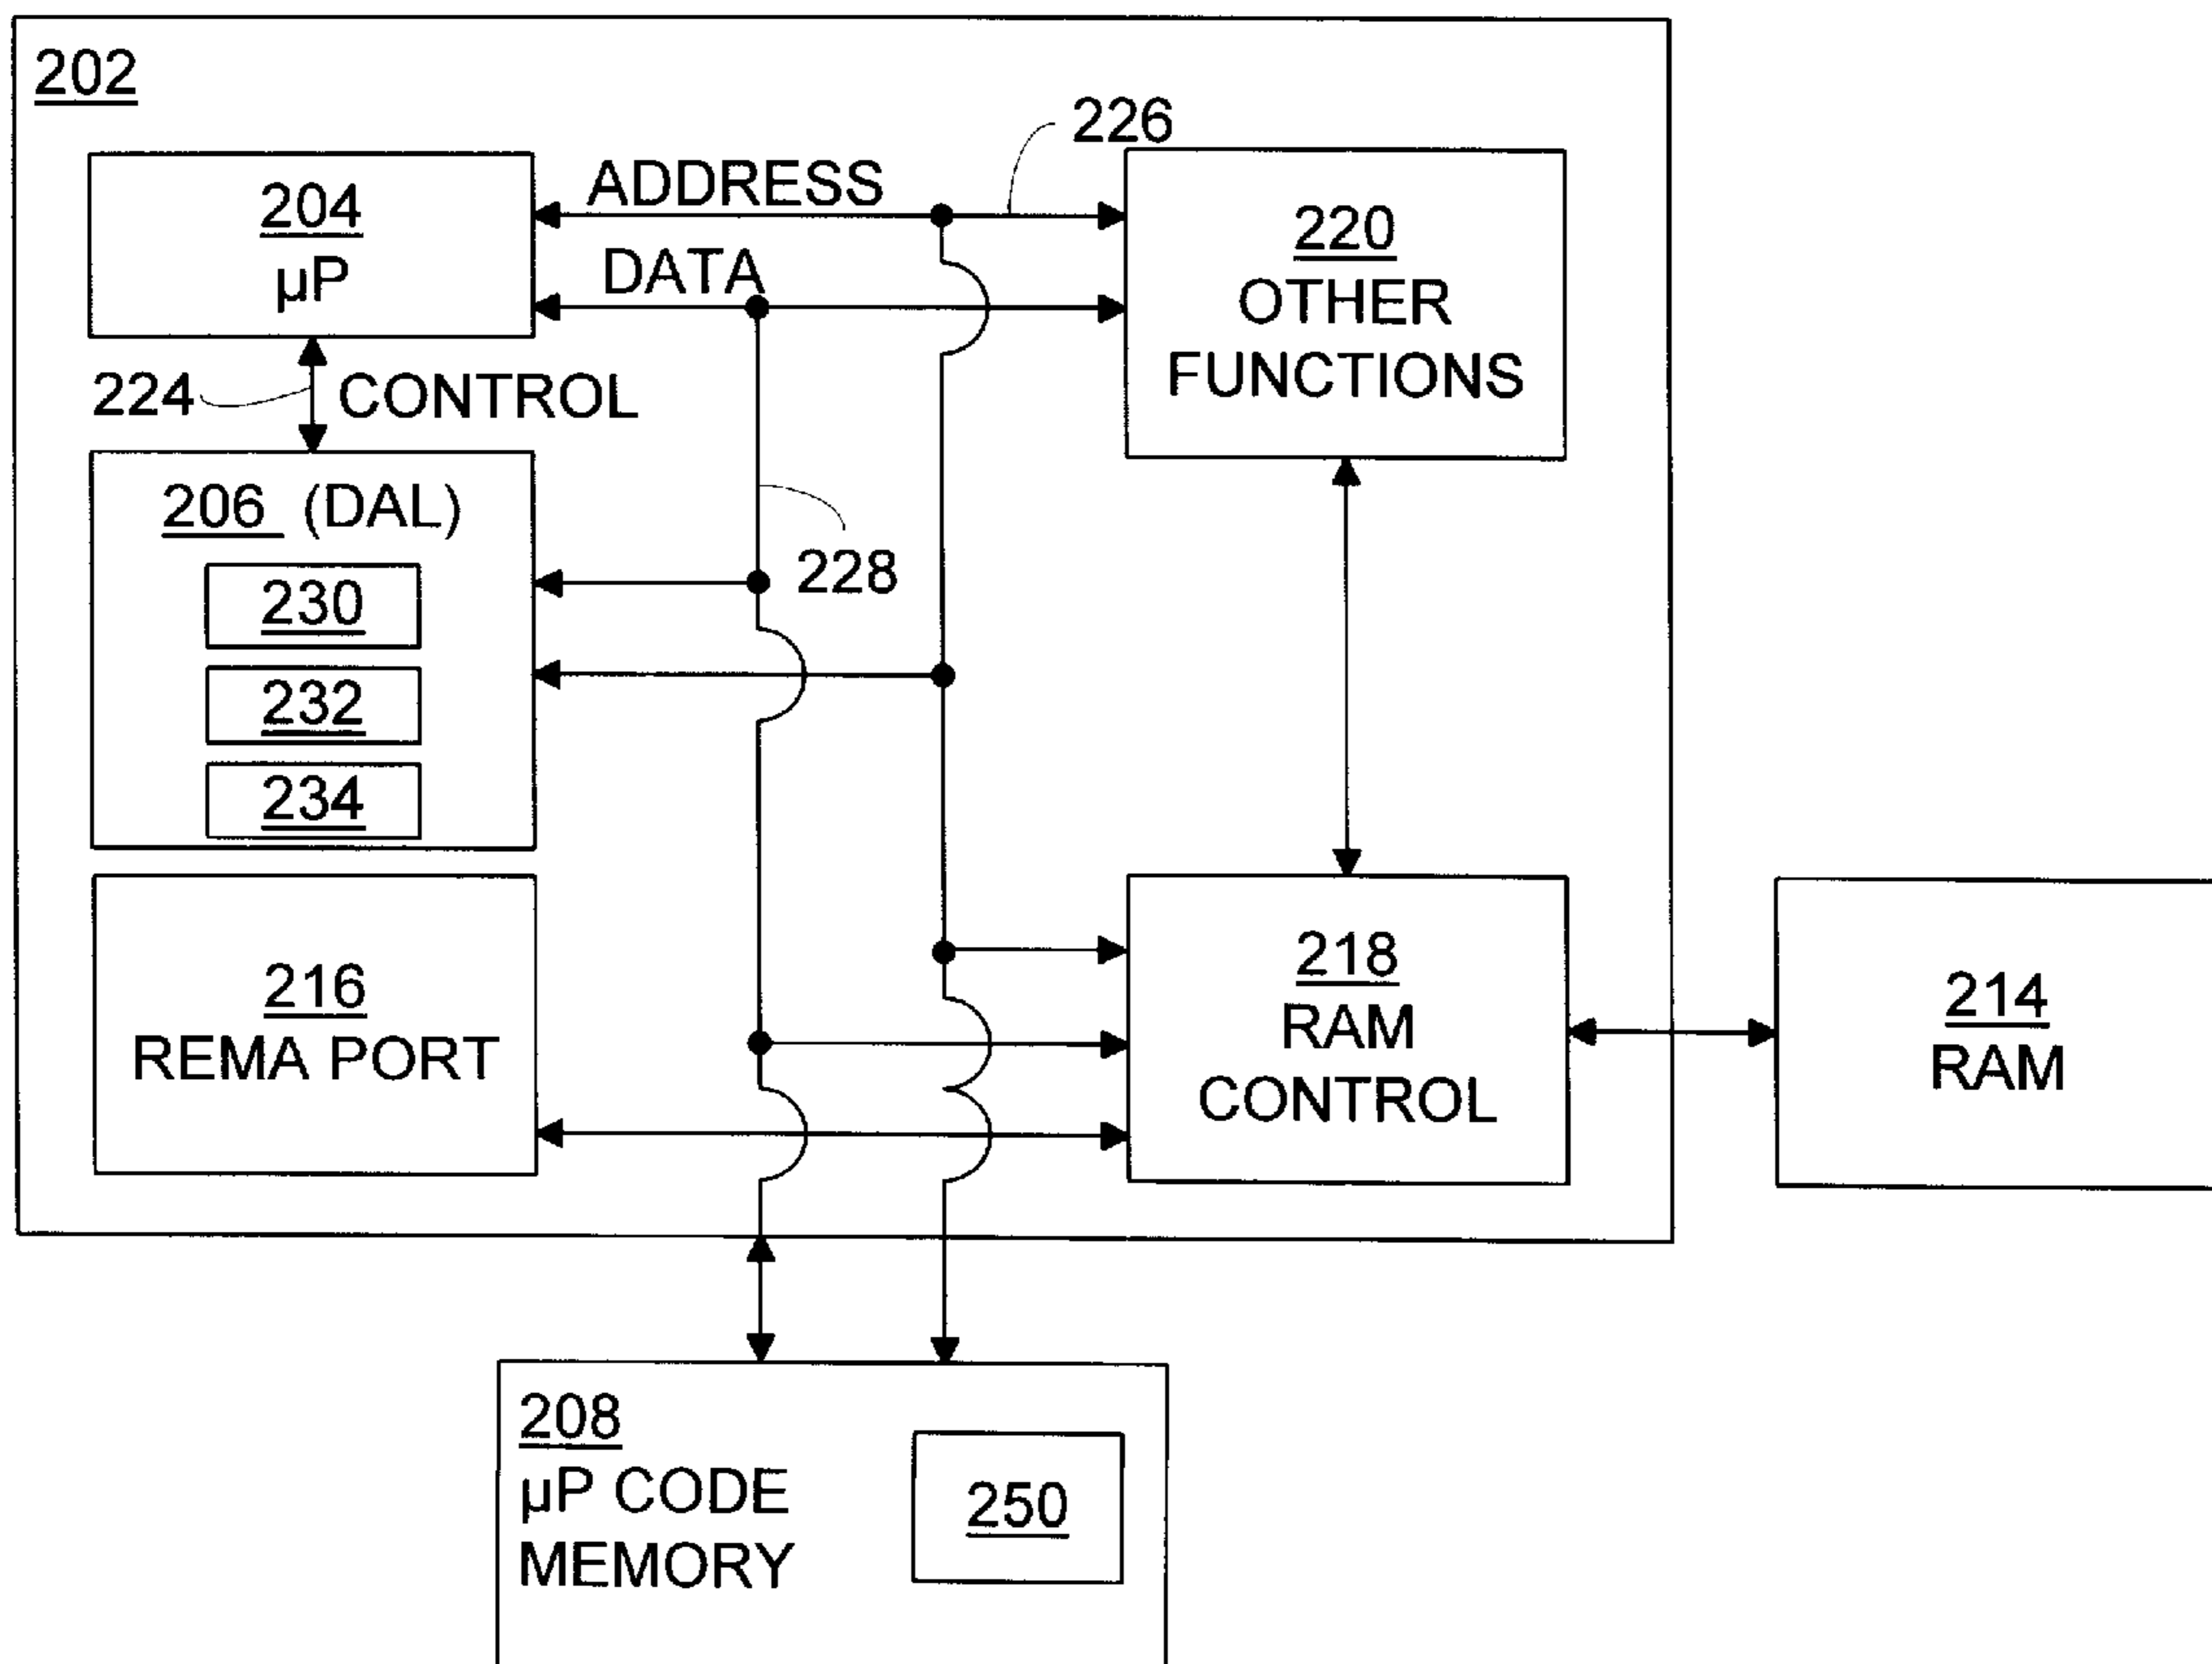 202
226
204
µP
ADDRESS
DATA
220
OTHER
FUNCTIONS
224
CONTROL
206 (DAL)
228
230
232
234
216
REMA PORT
218
RAM
CONTROL
214
RAM
208
µP CODE
MEMORY
250